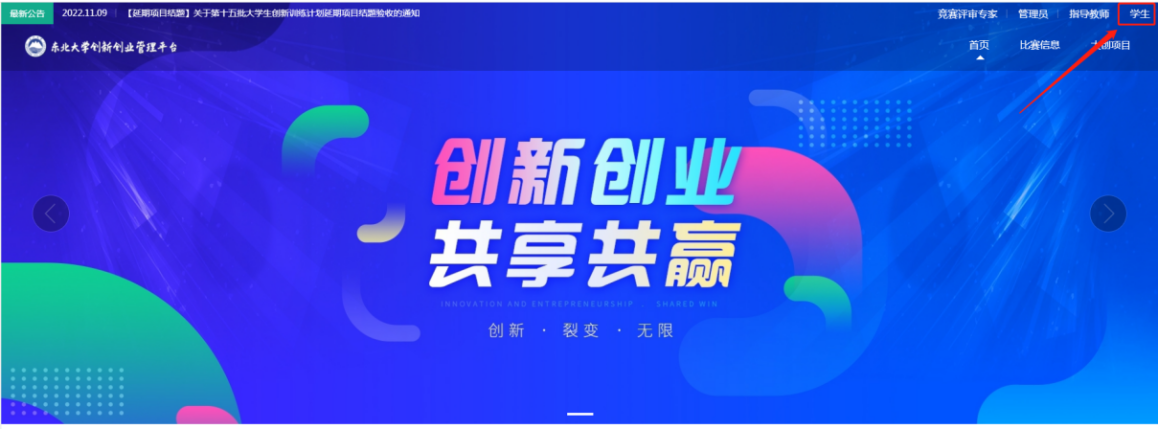 最新公告 2022.11.09 【延期项目结题】关于第十五批大学生创新训练计划延期项目结题验收的通知
竞赛评审专家 管理员 指导教师 学生
东北大学创新创业管理平台
首页 比赛信息 大创项目
创新创业
共享共赢
INNOVATION AND ENTREPRENEURSHIP , SHARED WIN
创新 · 裂变 · 无限